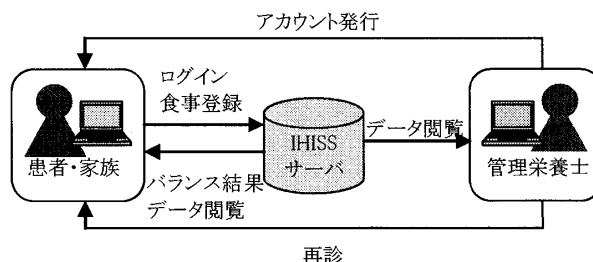 アカウント発行
ログイン
食事登録
IHISS
サーバ
データ閲覧
患者・家族
管理栄養士
バランス結果
データ閲覧
再診